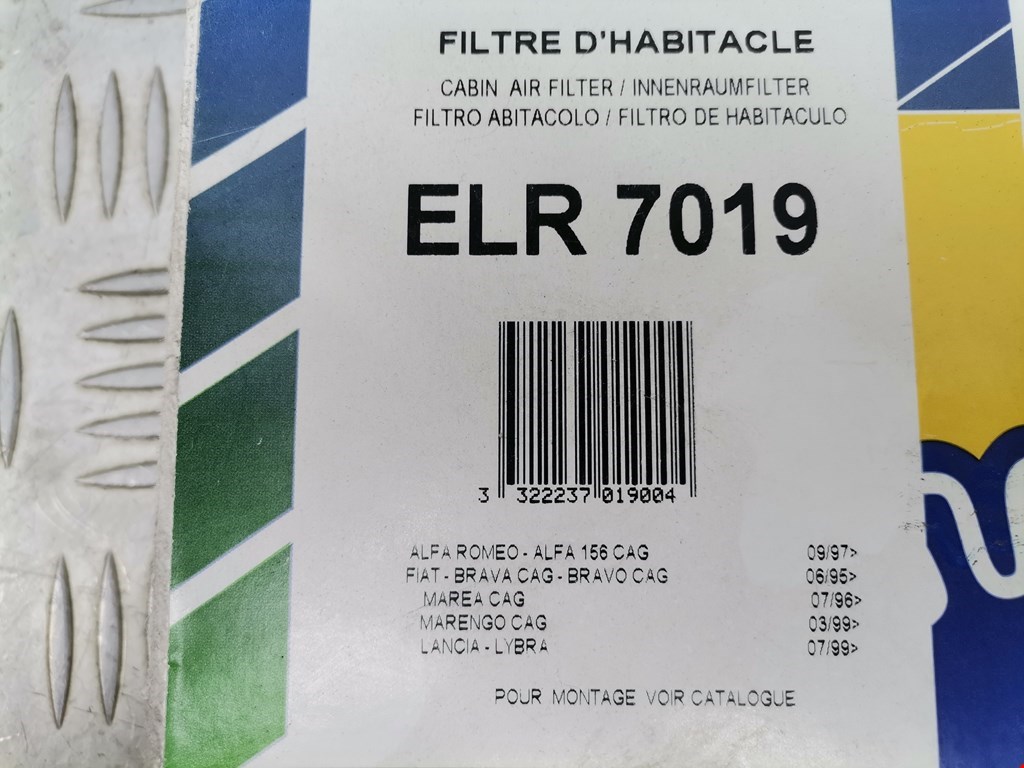 FILTRE D'HABITACLE
CABIN AIR FILTER / INNENRAUMFILTER
FILTRO ABITACOLO / FILTRO DE HABITACULO
ELR 7019
3 322237 019004
ALFA ROMEO - ALFA 156 CAG 09/97>
FIAT - BRAVA CAG - BRAVO CAG 06/95>
MAREA CAG 07/96>
MARENGO CAG 03/99>
LANCIA - LYBRA 07/99>
POUR MONTAGE VOIR CATALOGUE